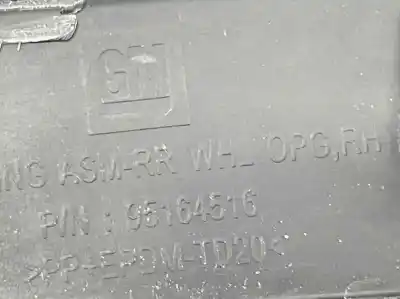 GM
NG ASM-RR WHL OPG,RH
P/N : 95164516
>PP+EPDM-TD20<